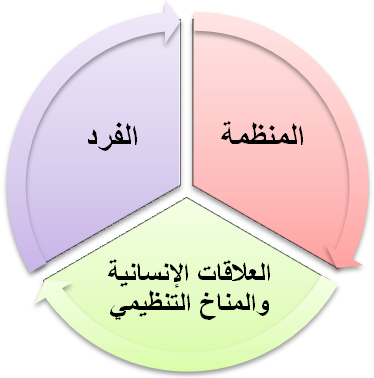 المنظمة
الفرد
العلاقات الإنسانية
والمناخ التنظيمي